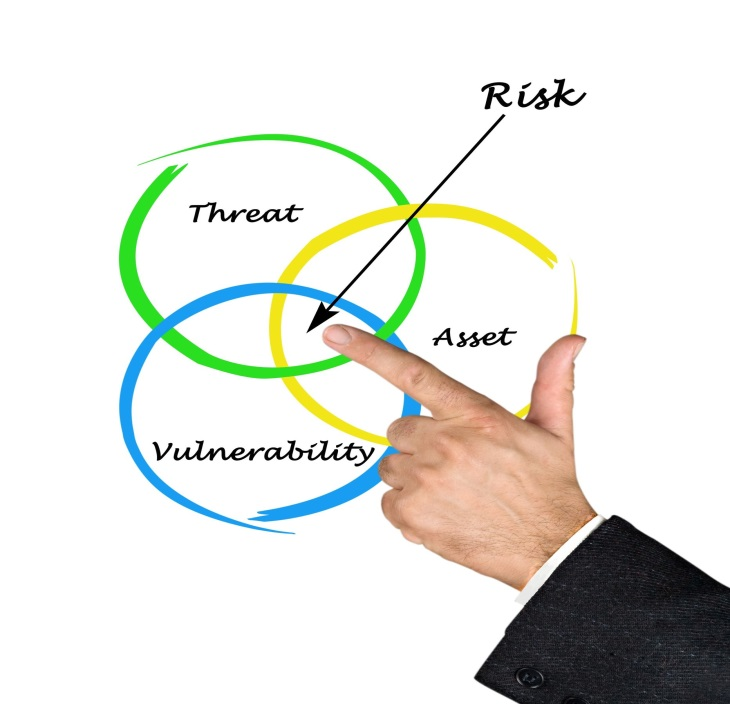 Risk
Threat
Asset
Vulnerability